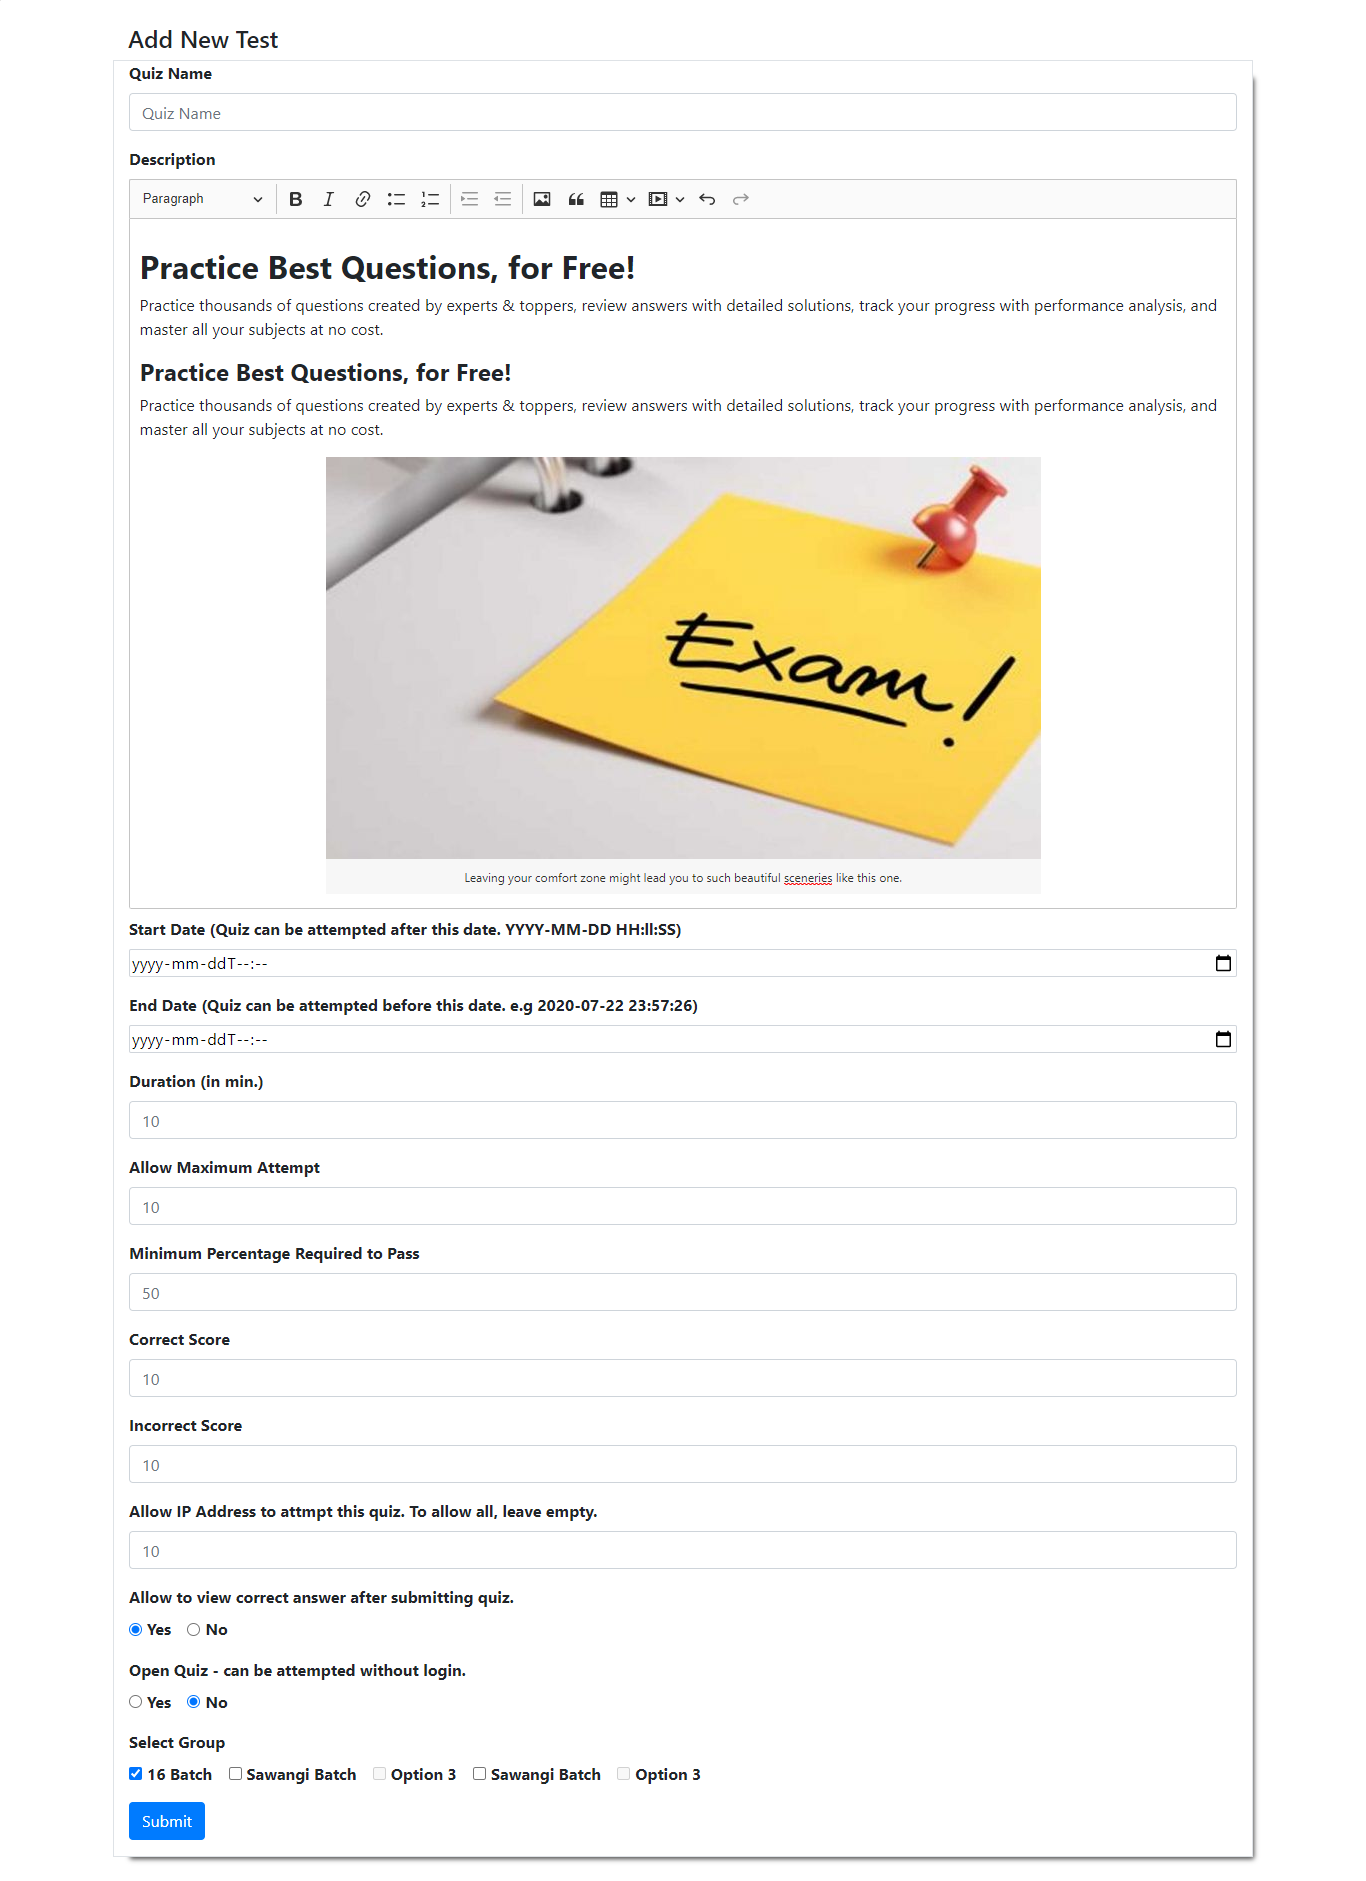 Add New Test
Quiz Name
Quiz Name
Description
Paragraph
Practice Best Questions, for Free!
Practice thousands of questions created by experts & toppers, review answers with detailed solutions, track your progress with performance analysis, and
master all your subjects at no cost.
Practice Best Questions, for Free!
Practice thousands of questions created by experts & toppers, review answers with detailed solutions, track your progress with performance analysis, and
master all your subjects at no cost.
Exam!
Leaving your comfort zone might lead you to such beautiful sceneries like this one.
Start Date (Quiz can be attempted after this date. YYYY-MM-DD HH:ll:SS)
yyyy-mm-ddT--:--
End Date (Quiz can be attempted before this date. e.g 2020-07-22 23:57:26)
yyyy-mm-ddT--:--
Duration (in min.)
10
Allow Maximum Attempt
10
Minimum Percentage Required to Pass
50
Correct Score
10
Incorrect Score
10
Allow IP Address to attmpt this quiz. To allow all, leave empty.
10
Allow to view correct answer after submitting quiz.
Yes No
Open Quiz - can be attempted without login.
Yes No
Select Group
16 Batch Sawangi Batch Option 3 Sawangi Batch Option 3
Submit